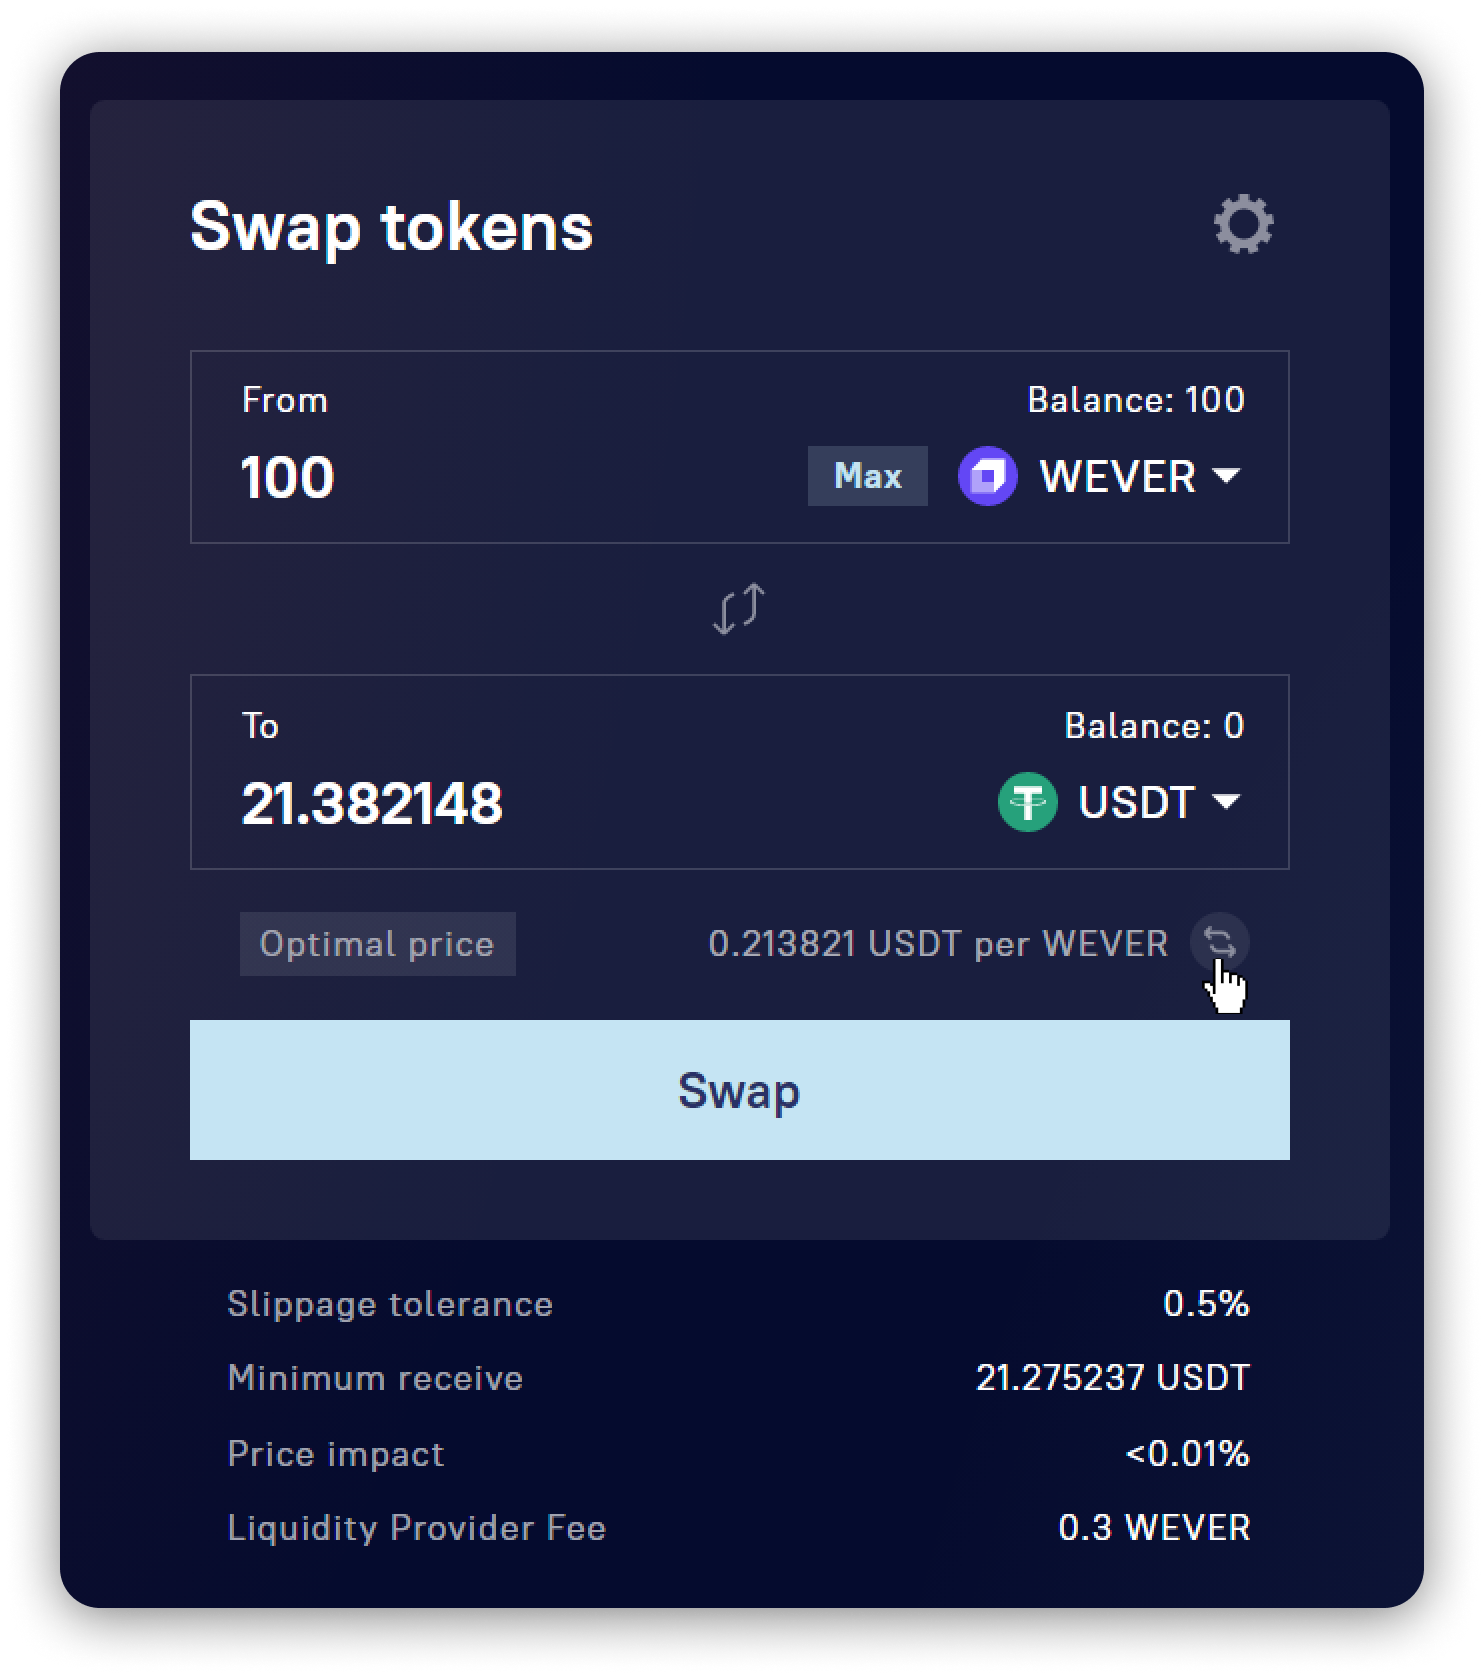 Swap tokens
From
Balance: 100
100
Max
WEVER
To
Balance: 0
21.382148
USDT
Optimal price
0.213821 USDT per WEVER
Swap
Slippage tolerance
0.5%
Minimum receive
21.275237 USDT
Price impact
<0.01%
Liquidity Provider Fee
0.3 WEVER